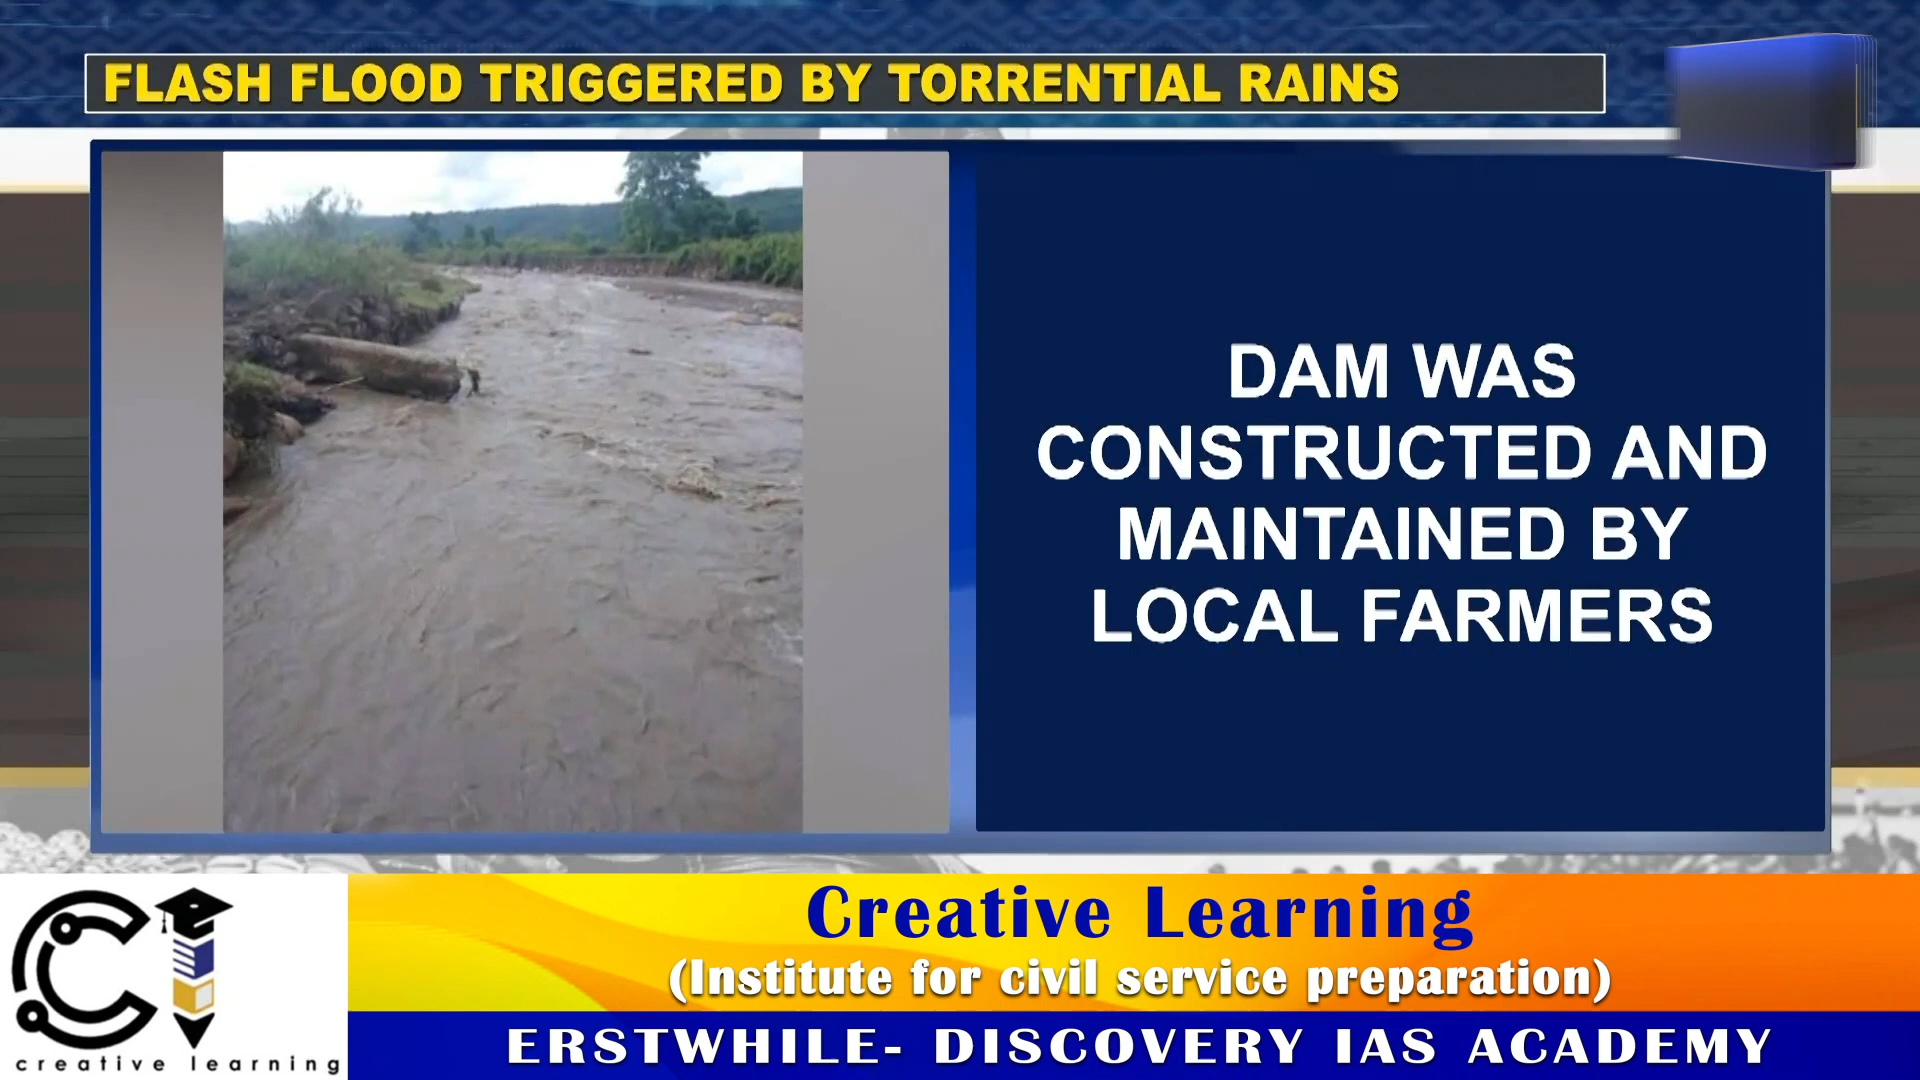 FLASH FLOOD TRIGGERED BY TORRENTIAL RAINS
DAM WAS
CONSTRUCTED AND
MAINTAINED BY
LOCAL FARMERS
Creative Learning
(Institute for civil service preparation)
ERSTWHILE- DISCOVERY IAS ACADEMY
creative learning